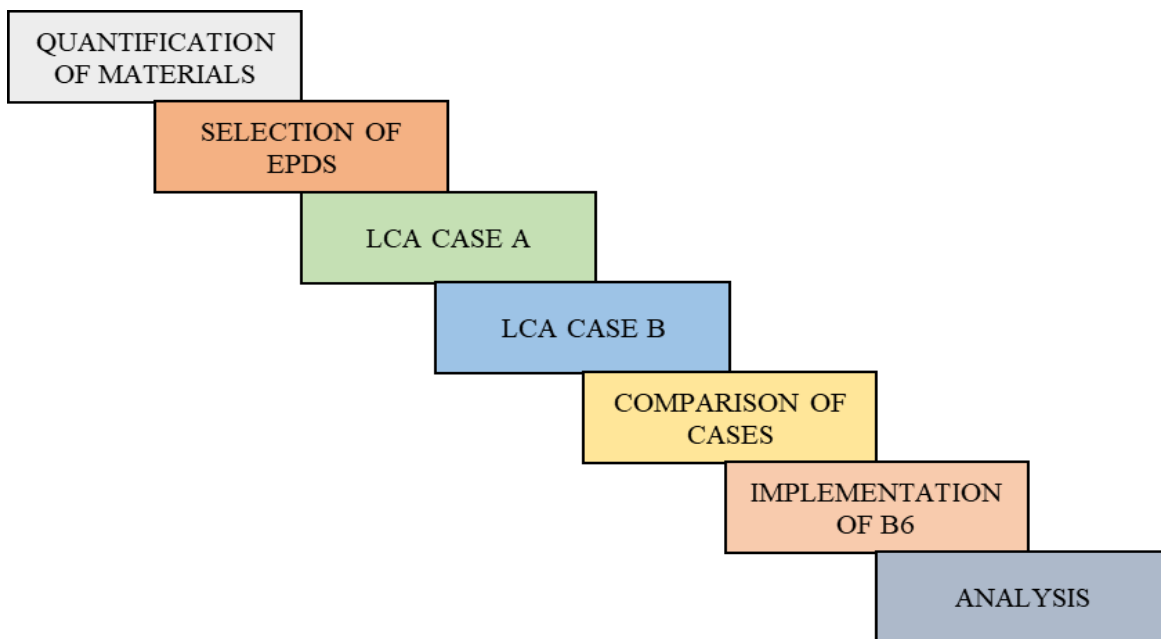 QUANTIFICATION
OF MATERIALS
SELECTION OF
EPDS
LCA CASE A
LCA CASE B
COMPARISON OF
CASES
IMPLEMENTATION
OF B6
ANALYSIS